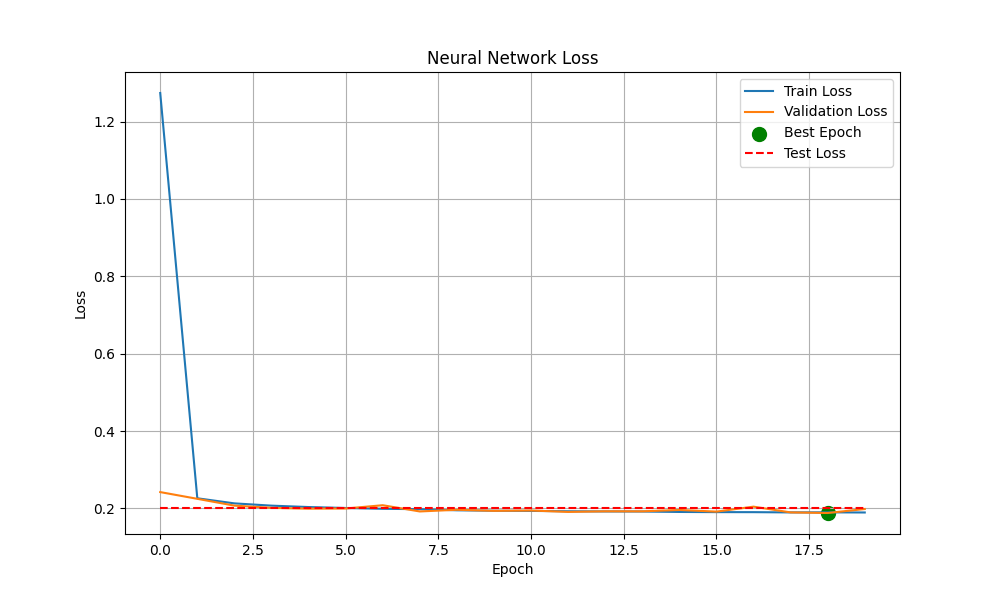 Neural Network Loss
Train Loss
Validation Loss
Best Epoch
Test Loss
Loss
1.2
1.0
0.8
0.6
0.4
0.2
0.0 2.5 5.0 7.5 10.0 12.5 15.0 17.5
Epoch